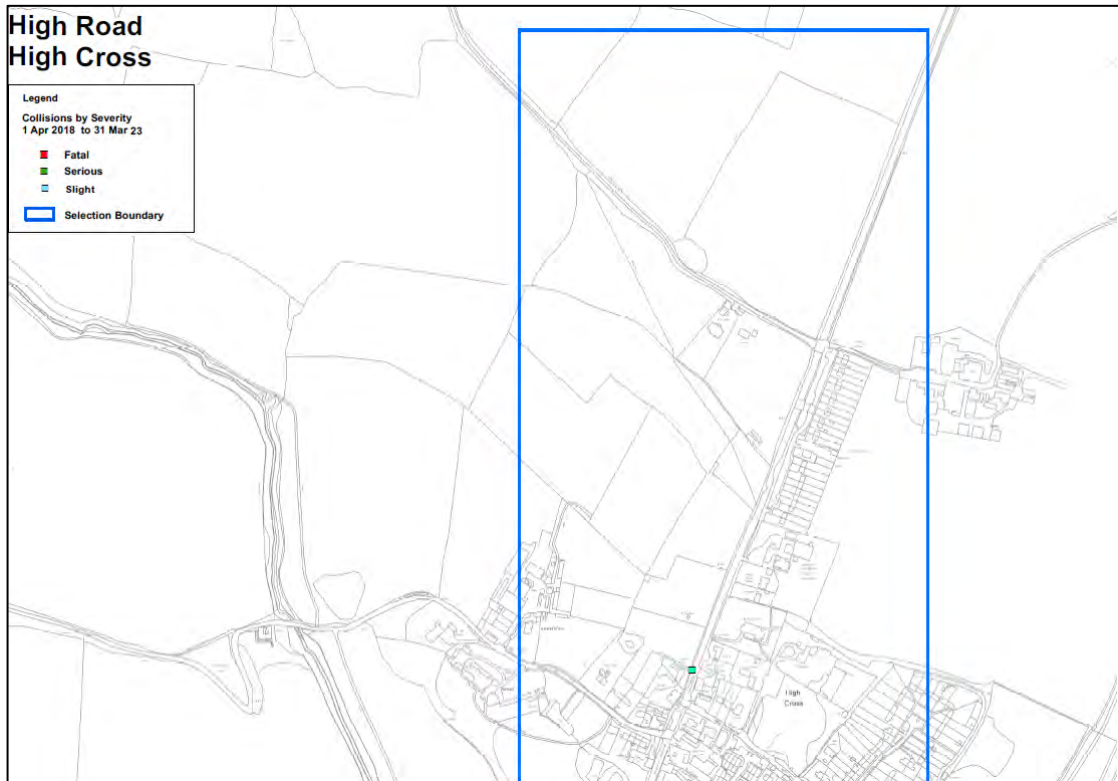 High Road
High Cross
Legend
Collisions by Severity
1 Apr 2018 to 31 Mar 23
Fatal
Serious
Slight
Selection Boundary
High
Cross